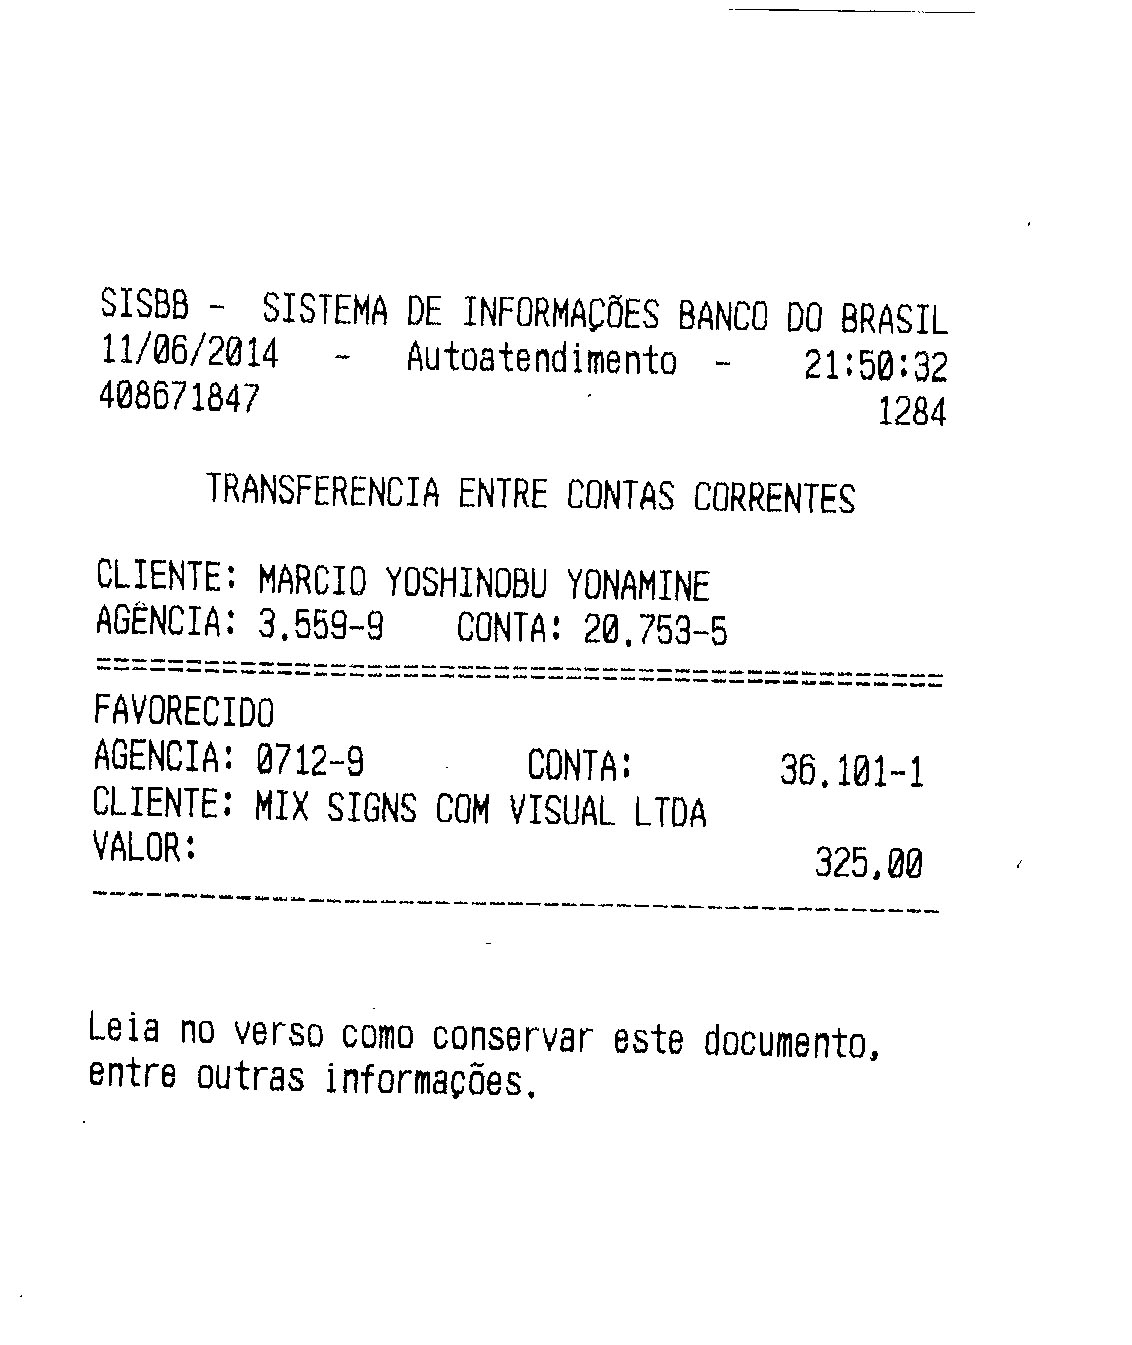 SISBB - SISTEMA DE INFORMAÇÕES BANCO DO BRASIL
11/06/2014 - Autoatendimento - 21:50:32
408671847 1284
TRANSFERENCIA ENTRE CONTAS CORRENTES
CLIENTE: MARCIO YOSHINOBU YONAMINE
AGÊNCIA: 3.559-9 CONTA: 20.753-5
===============================================
FAVORECIDO
AGENCIA: 0712-9 CONTA: 36.101-1
CLIENTE: MIX SIGNS COM VISUAL LTDA
VALOR: 325,00
-----------------------------------------------
Leia no verso como conservar este documento,
entre outras informações.